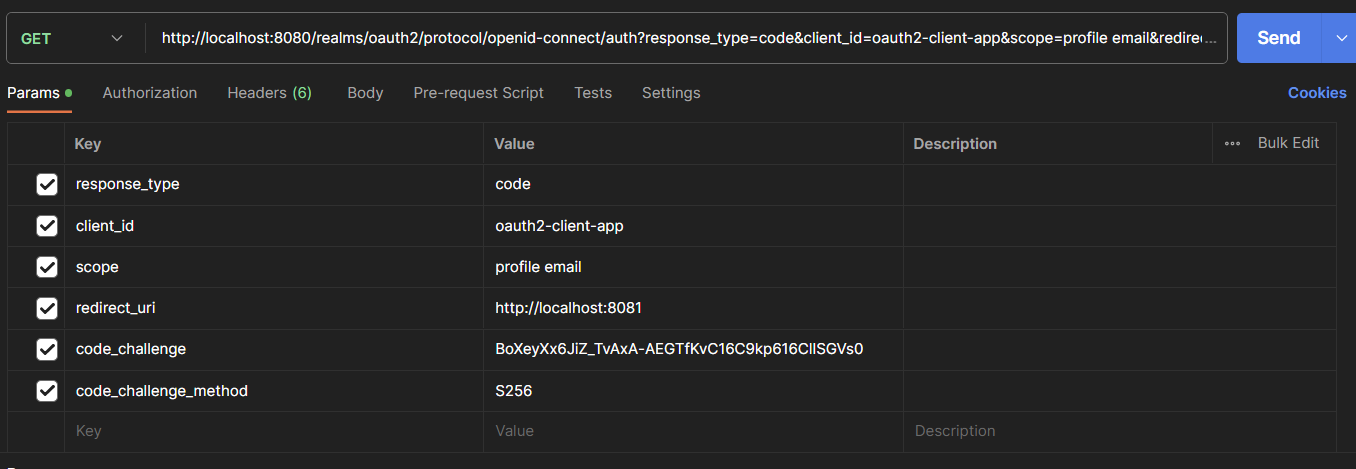 GET http://localhost:8080/realms/oauth2/protocol/openid-connect/auth?response_type=code&client_id=oauth2-client-app&scope=profile email&redirec... Send
Params Authorization Headers (6) Body Pre-request Script Tests Settings Cookies
Key Value Description Bulk Edit
response_type code
client_id oauth2-client-app
scope profile email
redirect_uri http://localhost:8081
code_challenge BoXeyXx6JiZ_TvAxA-AEGTfKvC16C9kp616CllSGVs0
code_challenge_method S256
Key Value Description